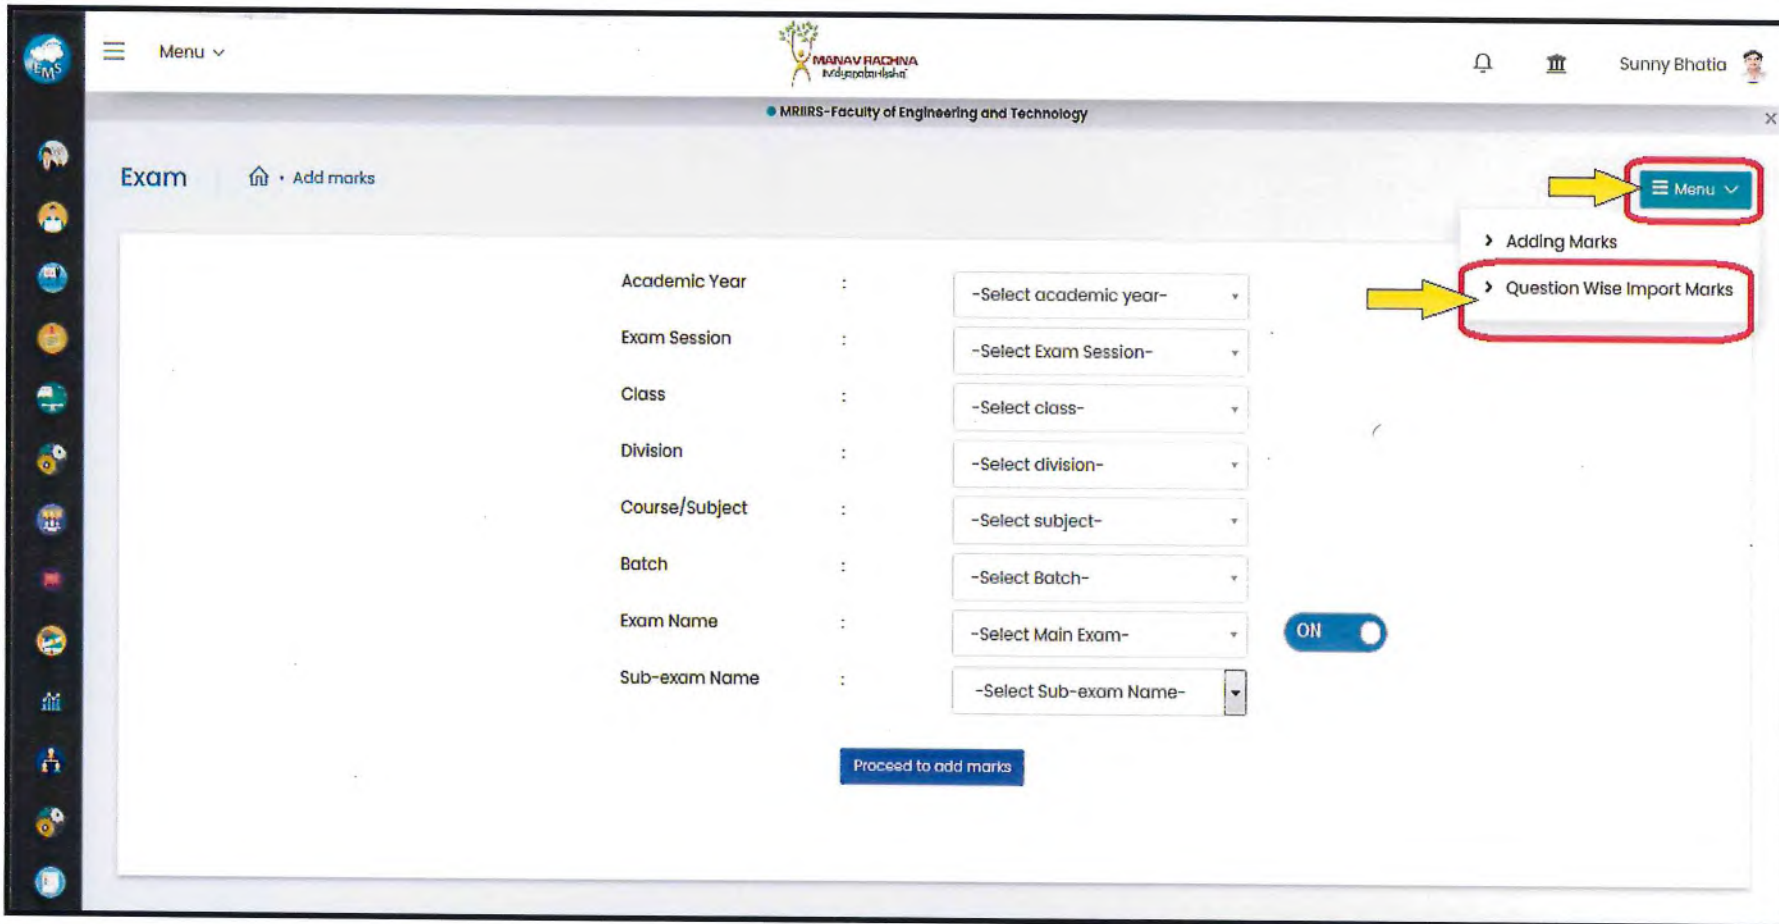 EMS
Menu
MANAV RACHNA
vidyanatariksha
Sunny Bhatia
MRIIRS-Faculty of Engineering and Technology
Exam
Add marks
Menu
Adding Marks
Question Wise Import Marks
Academic Year : -Select academic year-
Exam Session : -Select Exam Session-
Class : -Select class-
Division : -Select division-
Course/Subject : -Select subject-
Batch : -Select Batch-
Exam Name : -Select Main Exam- ON
Sub-exam Name : -Select Sub-exam Name-
Proceed to add marks